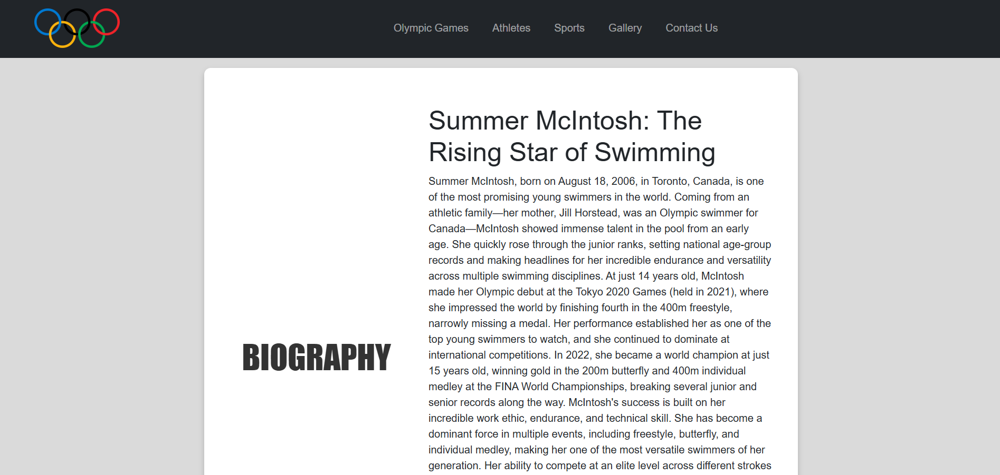 Olympic Games Athletes Sports Gallery Contact Us
Summer McIntosh: The
Rising Star of Swimming
Summer McIntosh, born on August 18, 2006, in Toronto, Canada, is one
of the most promising young swimmers in the world. Coming from an
athletic family—her mother, Jill Horstead, was an Olympic swimmer for
Canada—McIntosh showed immense talent in the pool from an early
age. She quickly rose through the junior ranks, setting national age-group
records and making headlines for her incredible endurance and versatility
across multiple swimming disciplines. At just 14 years old, McIntosh
made her Olympic debut at the Tokyo 2020 Games (held in 2021), where
she impressed the world by finishing fourth in the 400m freestyle,
narrowly missing a medal. Her performance established her as one of the
top young swimmers to watch, and she continued to dominate at
international competitions. In 2022, she became a world champion at just
15 years old, winning gold in the 200m butterfly and 400m individual
medley at the FINA World Championships, breaking several junior and
senior records along the way. McIntosh's success is built on her
incredible work ethic, endurance, and technical skill. She has become a
dominant force in multiple events, including freestyle, butterfly, and
individual medley, making her one of the most versatile swimmers of her
generation. Her ability to compete at an elite level across different strokes
BIOGRAPHY